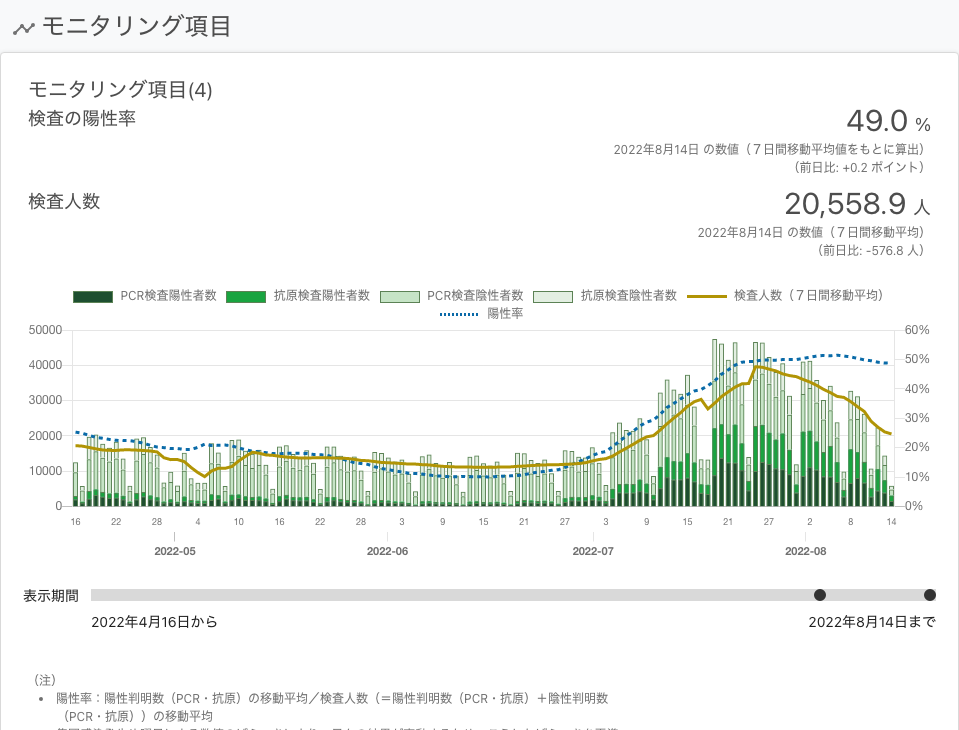 モニタリング項目
モニタリング項目(4)
検査の陽性率
49.0 %
2022年8月14日 の数値（７日間移動平均値をもとに算出）
（前日比: +0.2 ポイント）
検査人数
20,558.9 人
2022年8月14日 の数値（７日間移動平均）
（前日比: -576.8 人）
PCR検査陽性者数 抗原検査陽性者数 PCR検査陰性者数 抗原検査陰性者数 検査人数（７日間移動平均）
陽性率
50000 60%
50%
40000
40%
30000
30%
20000
20%
10000
10%
0 0%
16 22 28 4 10 16 22 28 3 9 15 21 27 3 9 15 21 27 2 8 14
2022-05 2022-06 2022-07 2022-08
表示期間
2022年4月16日から 2022年8月14日まで
（注）
• 陽性率：陽性判明数（PCR・抗原）の移動平均／検査人数（＝陽性判明数（PCR・抗原）＋陰性判明数
（PCR・抗原））の移動平均